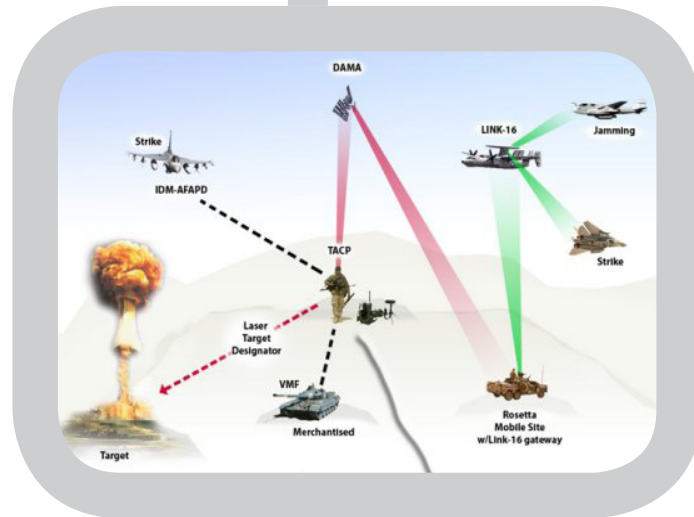 DAMA
LINK-16
Jamming
Strike
IDM-AFAPD
Strike
TACP
Laser
Target
Designator
VMF
Merchantised
Rosetta
Mobile Site
w/Link-16 gateway
Target